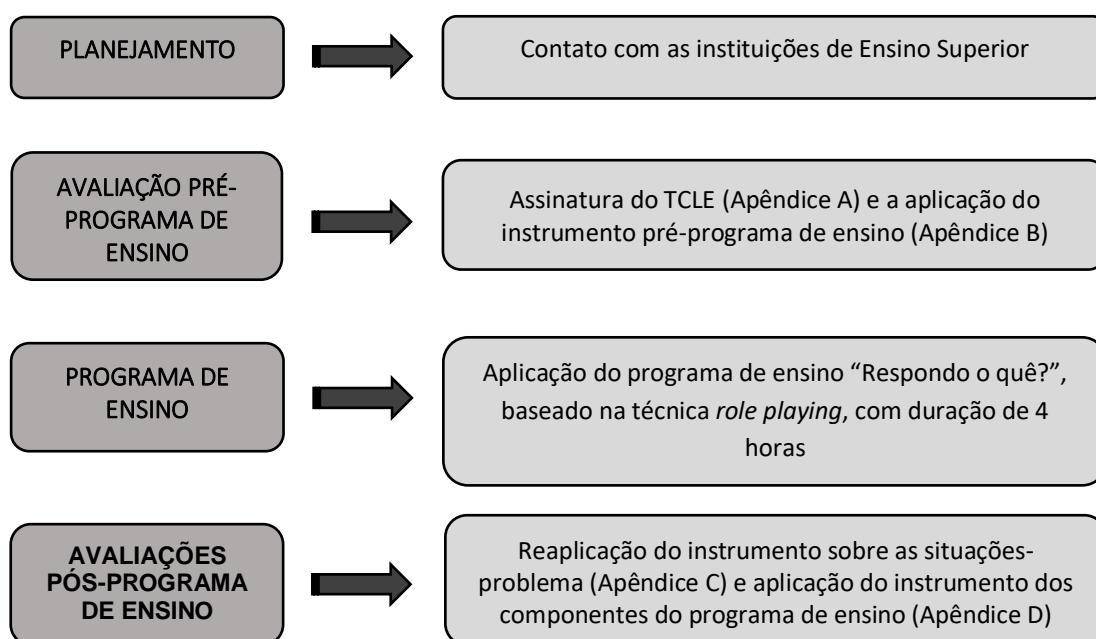 PLANEJAMENTO
Contato com as instituições de Ensino Superior
AVALIAÇÃO PRÉ-
PROGRAMA DE
ENSINO
Assinatura do TCLE (Apêndice A) e a aplicação do
instrumento pré-programa de ensino (Apêndice B)
PROGRAMA DE
ENSINO
Aplicação do programa de ensino “Respondo o quê?”,
baseado na técnica role playing, com duração de 4
horas
AVALIAÇÕES
PÓS-PROGRAMA
DE ENSINO
Reaplicação do instrumento sobre as situações-
problema (Apêndice C) e aplicação do instrumento dos
componentes do programa de ensino (Apêndice D)